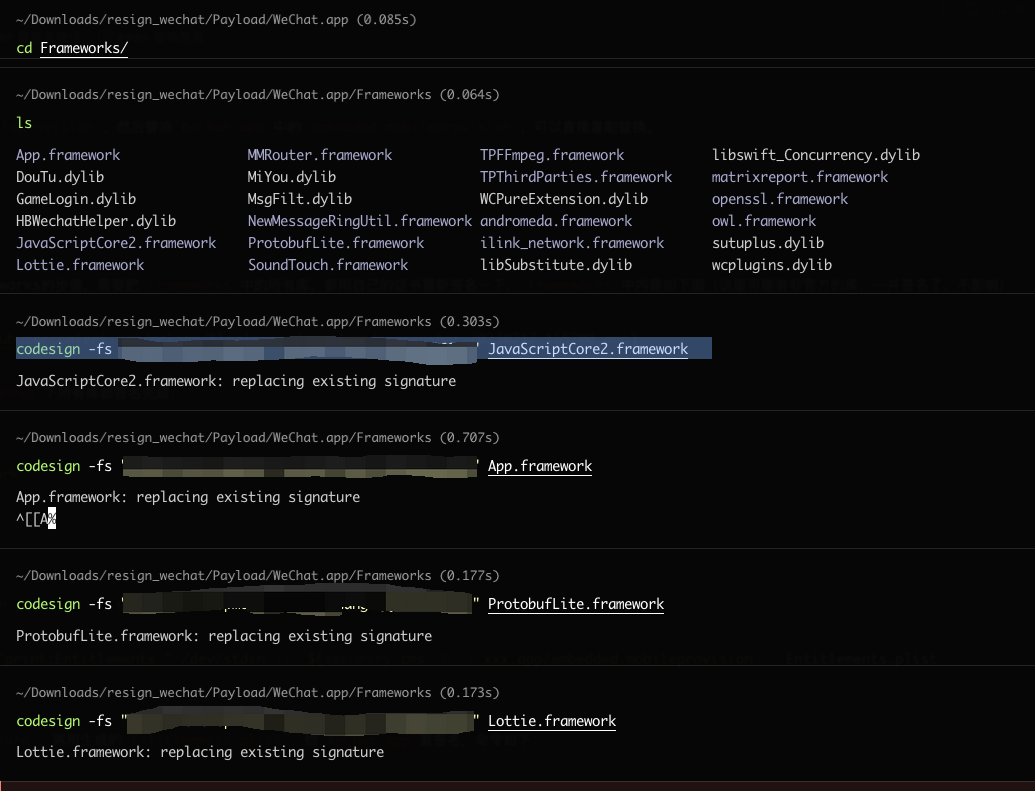 ~/Downloads/resign_wechat/Payload/WeChat.app (0.085s)
cd Frameworks/
~/Downloads/resign_wechat/Payload/WeChat.app/Frameworks (0.064s)
ls
App.framework MMRouter.framework TPFFmpeg.framework libswift_Concurrency.dylib
DouTu.dylib MiYou.dylib TPThirdParties.framework matrixreport.framework
GameLogin.dylib MsgFilt.dylib WCPureExtension.dylib openssl.framework
HBWechatHelper.dylib NewMessageRingUtil.framework andromeda.framework owl.framework
JavaScriptCore2.framework ProtobufLite.framework ilink_network.framework sutuplus.dylib
Lottie.framework SoundTouch.framework libSubstitute.dylib wcplugins.dylib
~/Downloads/resign_wechat/Payload/WeChat.app/Frameworks (0.303s)
codesign -fs " JavaScriptCore2.framework
JavaScriptCore2.framework: replacing existing signature
~/Downloads/resign_wechat/Payload/WeChat.app/Frameworks (0.707s)
codesign -fs " " App.framework
App.framework: replacing existing signature
^[[A%
~/Downloads/resign_wechat/Payload/WeChat.app/Frameworks (0.177s)
codesign -fs " " ProtobufLite.framework
ProtobufLite.framework: replacing existing signature
~/Downloads/resign_wechat/Payload/WeChat.app/Frameworks (0.173s)
codesign -fs " " Lottie.framework
Lottie.framework: replacing existing signature